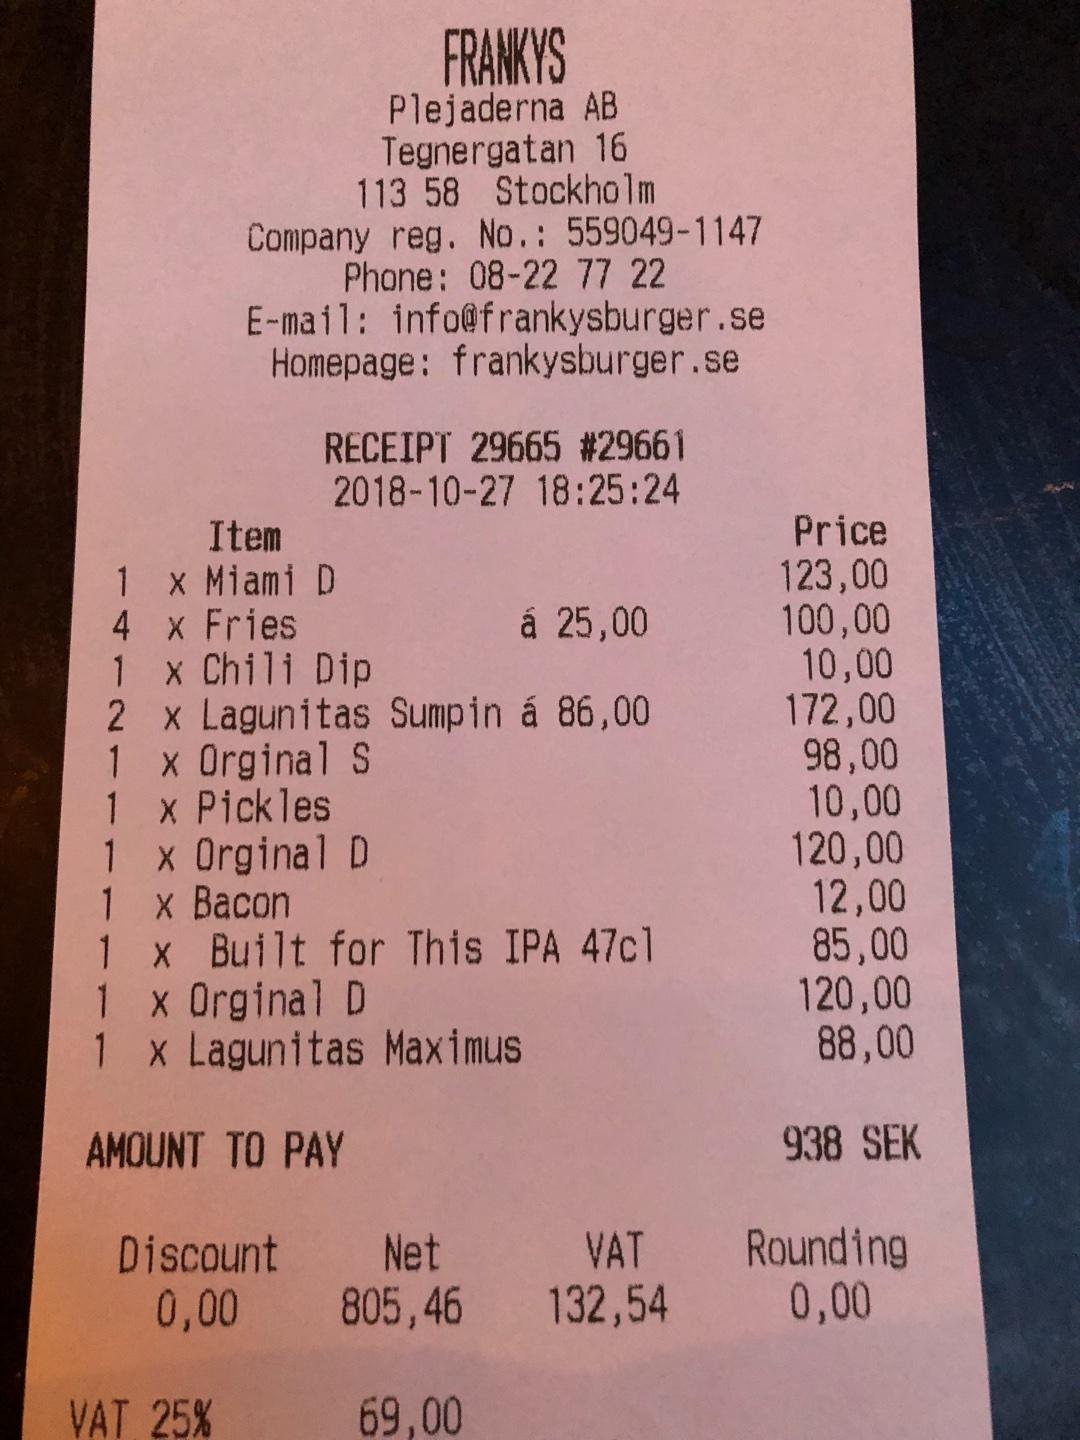 FRANKYS
Plejaderna AB
Tegnergatan 16
113 58 Stockholm
Company reg. No.: 559049-1147
Phone: 08-22 77 22
E-mail: info@frankysburger.se
Homepage: frankysburger.se
RECEIPT 29665 #29661
2018-10-27 18:25:24
Item Price
1 x Miami D 123,00
4 x Fries á 25,00 100,00
1 x Chili Dip 10,00
2 x Lagunitas Sumpin á 86,00 172,00
1 x Orginal S 98,00
1 x Pickles 10,00
1 x Orginal D 120,00
1 x Bacon 12,00
1 x Built for This IPA 47cl 85,00
1 x Orginal D 120,00
1 x Lagunitas Maximus 88,00
AMOUNT TO PAY 938 SEK
Discount Net VAT Rounding
0,00 805,46 132,54 0,00
VAT 25% 69,00